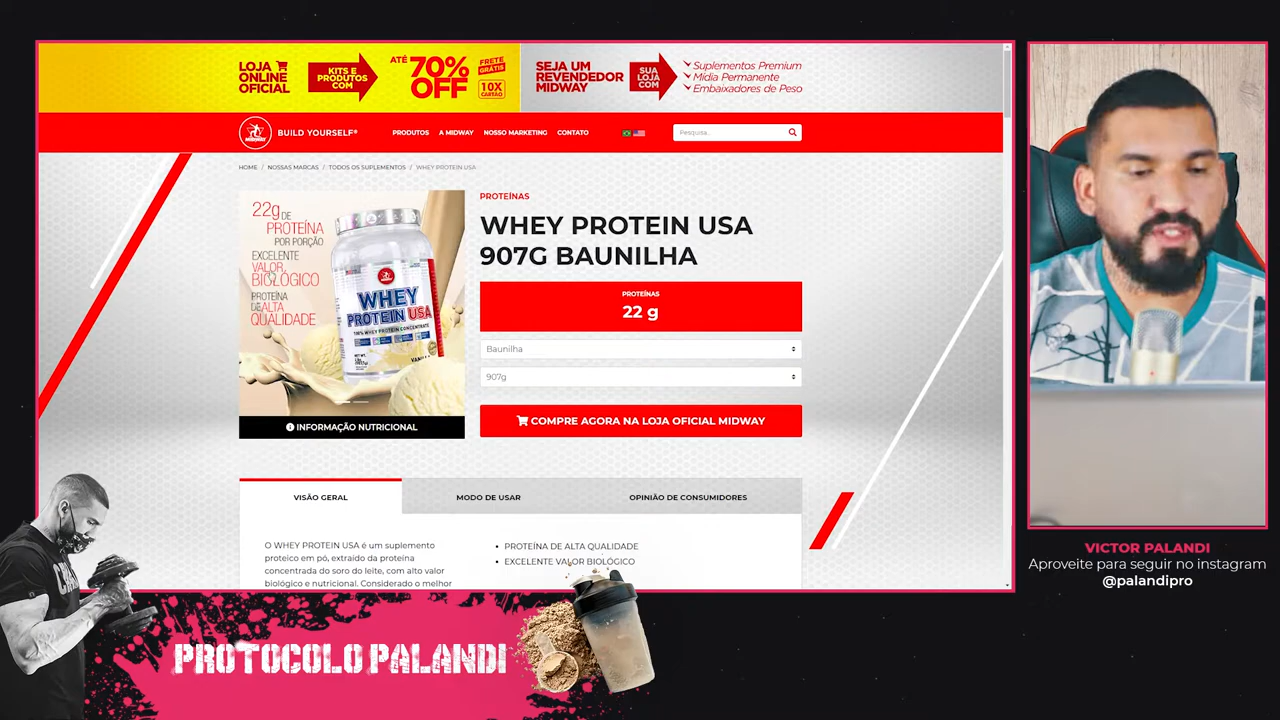 LOJA
ONLINE
OFICIAL
KITS E
PRODUTOS
COM
ATÉ 70%
OFF
FRETE
GRÁTIS
10X
CARTÃO
SEJA UM
REVENDEDOR
MIDWAY
SUA
LOJA
COM
Suplementos Premium
Mídia Permanente
Embaixadores de Peso
MIDWAY
BUILD YOURSELF®
PRODUTOS
A MIDWAY
NOSSO MARKETING
CONTATO
Pesquisa...
HOME / NOSSAS MARCAS / TODOS OS SUPLEMENTOS / WHEY PROTEIN USA
22g DE
PROTEÍNA
POR PORÇÃO
EXCELENTE
VALOR
BIOLÓGICO
PROTEÍNA
DE ALTA
QUALIDADE
WHEY
PROTEIN USA
100% WHEY PROTEIN CONCENTRATE
INFORMAÇÃO NUTRICIONAL
PROTEÍNAS
WHEY PROTEIN USA
907G BAUNILHA
PROTEÍNAS
22 g
Baunilha
907g
COMPRE AGORA NA LOJA OFICIAL MIDWAY
VISÃO GERAL
MODO DE USAR
OPINIÃO DE CONSUMIDORES
O WHEY PROTEIN USA é um suplemento
proteico em pó, extraído da proteína
concentrada do soro do leite, com alto valor
biológico e nutricional. Considerado o melhor
• PROTEÍNA DE ALTA QUALIDADE
• EXCELENTE VALOR BIOLÓGICO
VICTOR PALANDI
Aproveite para seguir no instagram
@palandipro
PROTOCOLO PALANDI